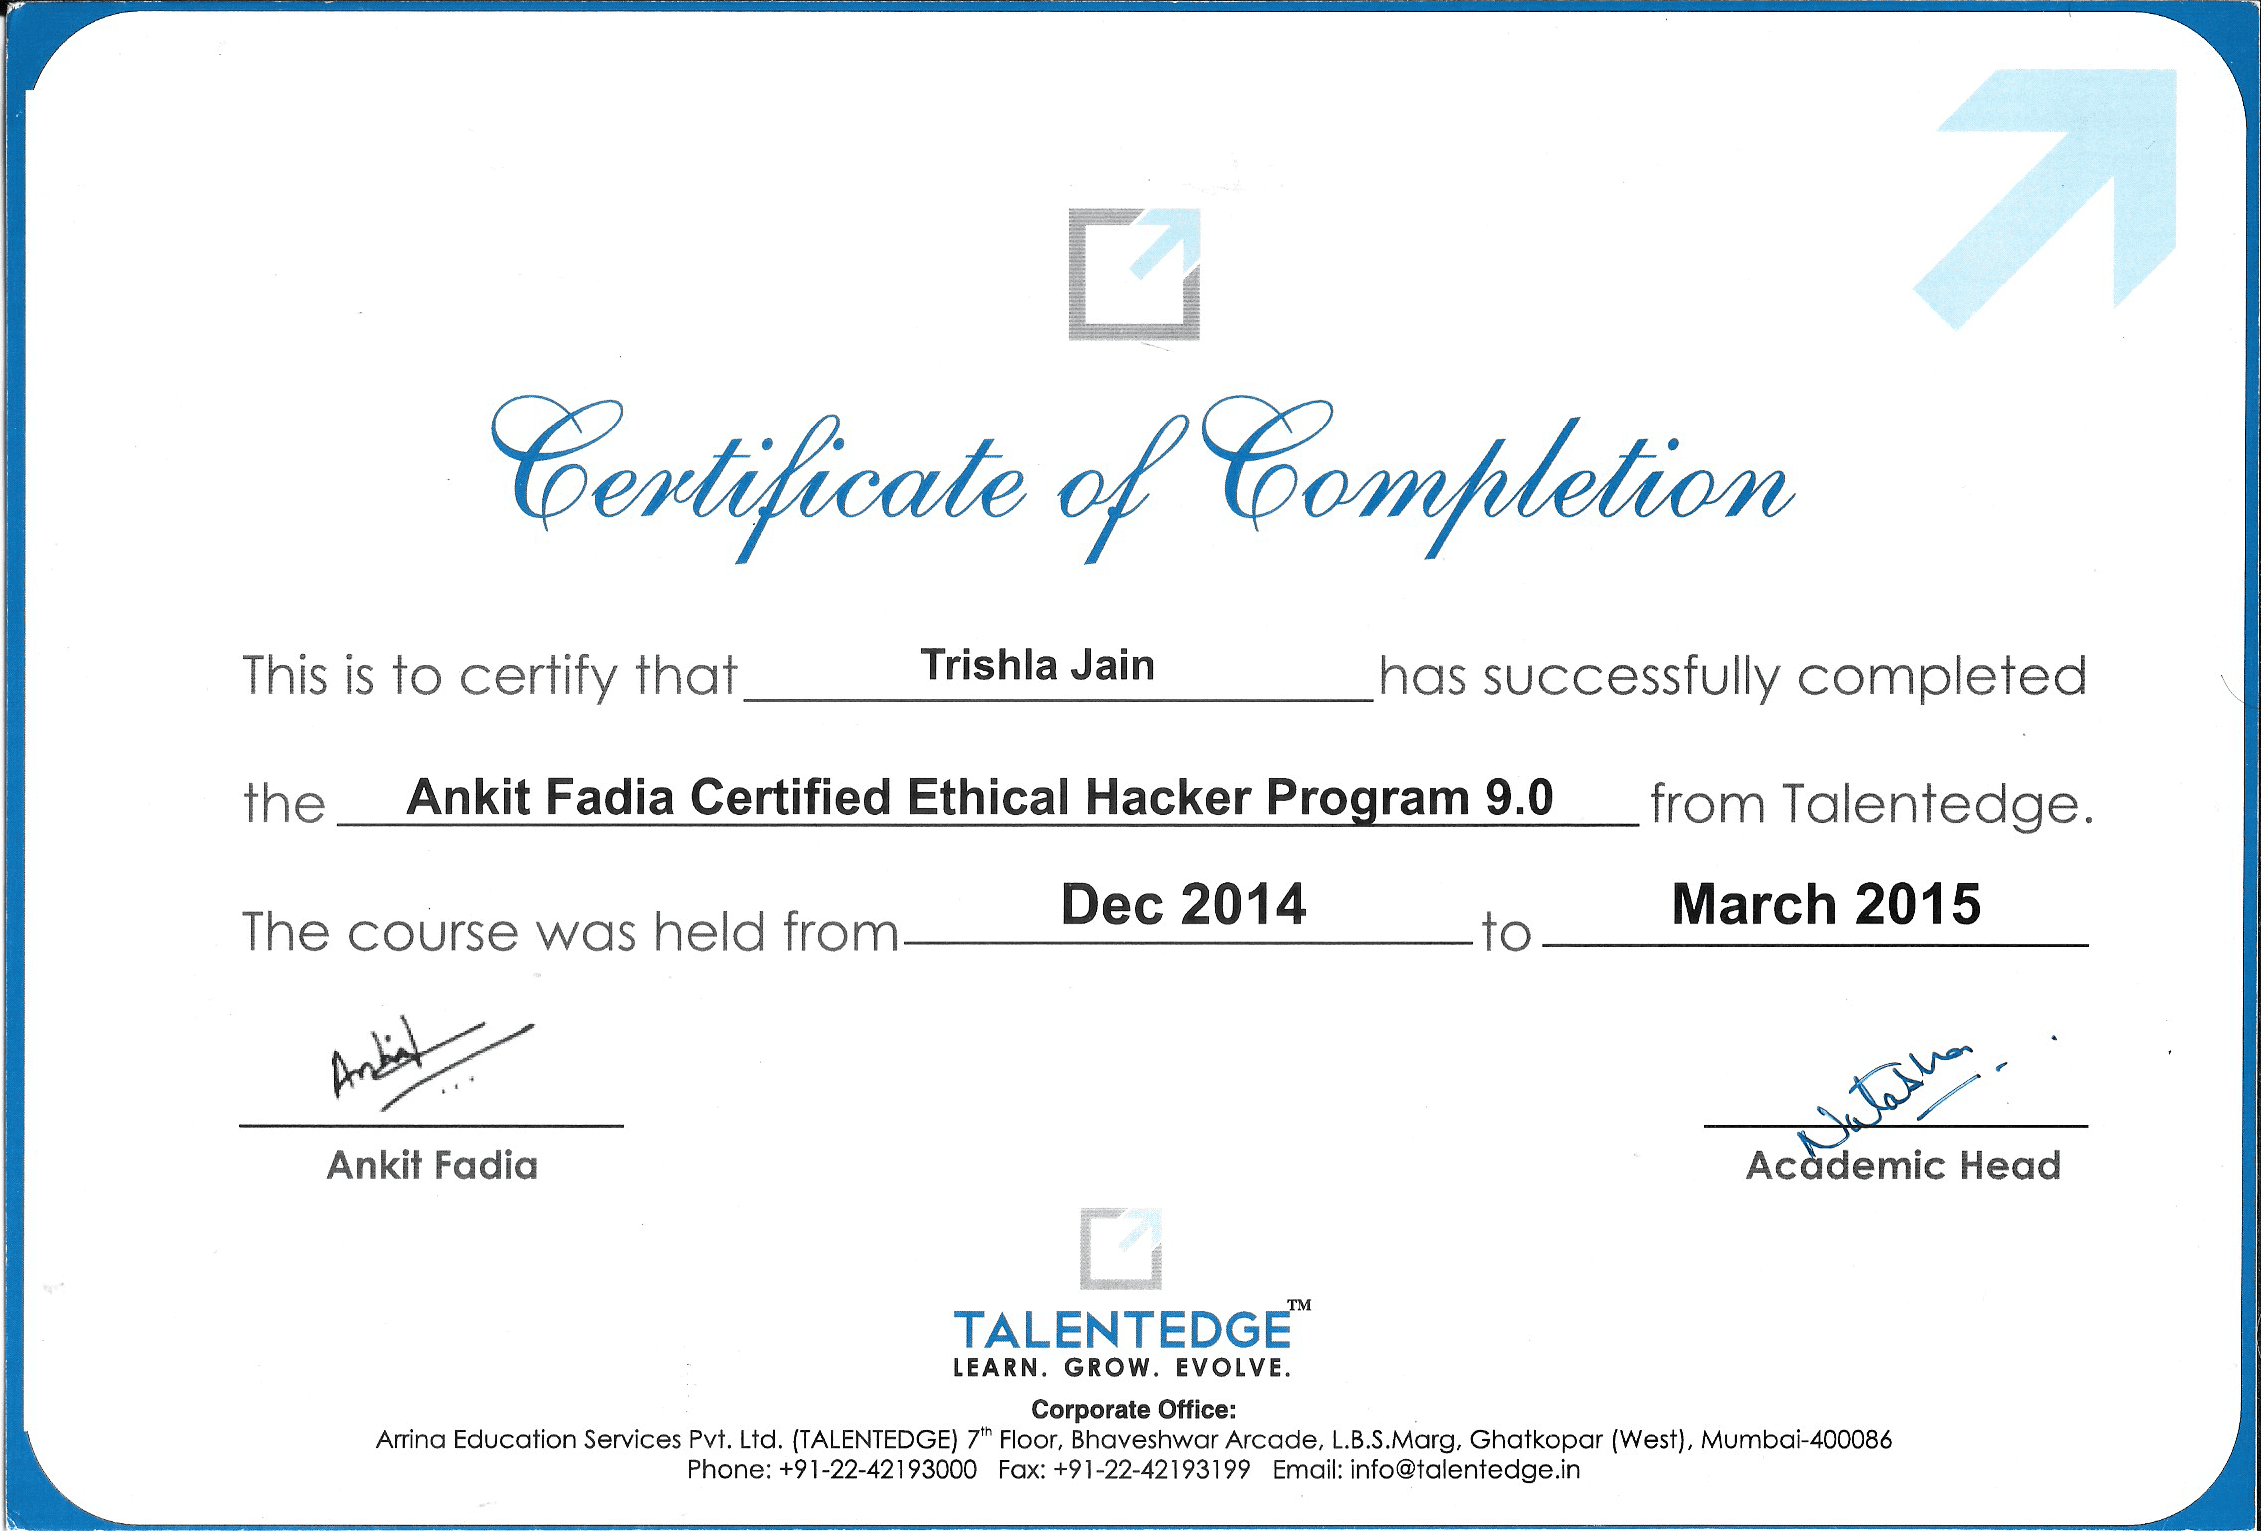 Certificate of Completion
This is to certify that Trishla Jain has successfully completed
the Ankit Fadia Certified Ethical Hacker Program 9.0 from Talentedge.
The course was held from Dec 2014 to March 2015
Ankit Natasha
Ankit Fadia Academic Head
TALENTEDGE™
LEARN. GROW. EVOLVE.
Corporate Office:
Arrina Education Services Pvt. Ltd. (TALENTEDGE) 7th Floor, Bhaveshwar Arcade, L.B.S.Marg, Ghatkopar (West), Mumbai-400086
Phone: +91-22-42193000 Fax: +91-22-42193199 Email: info@talentedge.in